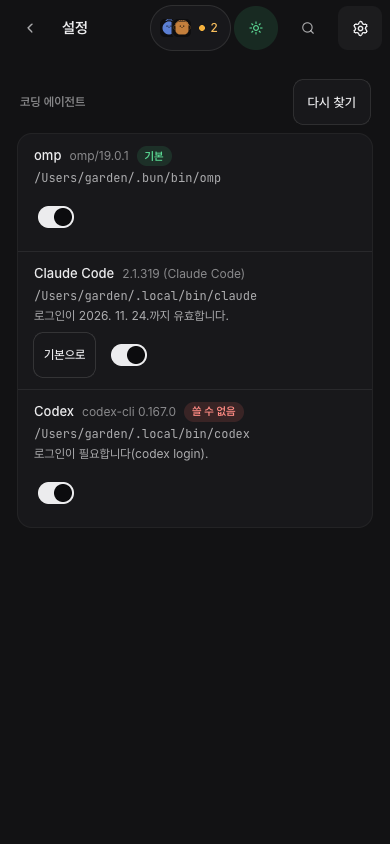 설정
2
코딩 에이전트
다시 찾기
omp omp/19.0.1 기본
/Users/garden/.bun/bin/omp
Claude Code 2.1.319 (Claude Code)
/Users/garden/.local/bin/claude
로그인이 2026. 11. 24.까지 유효합니다.
기본으로
Codex codex-cli 0.167.0 쓸 수 없음
/Users/garden/.local/bin/codex
로그인이 필요합니다(codex login).